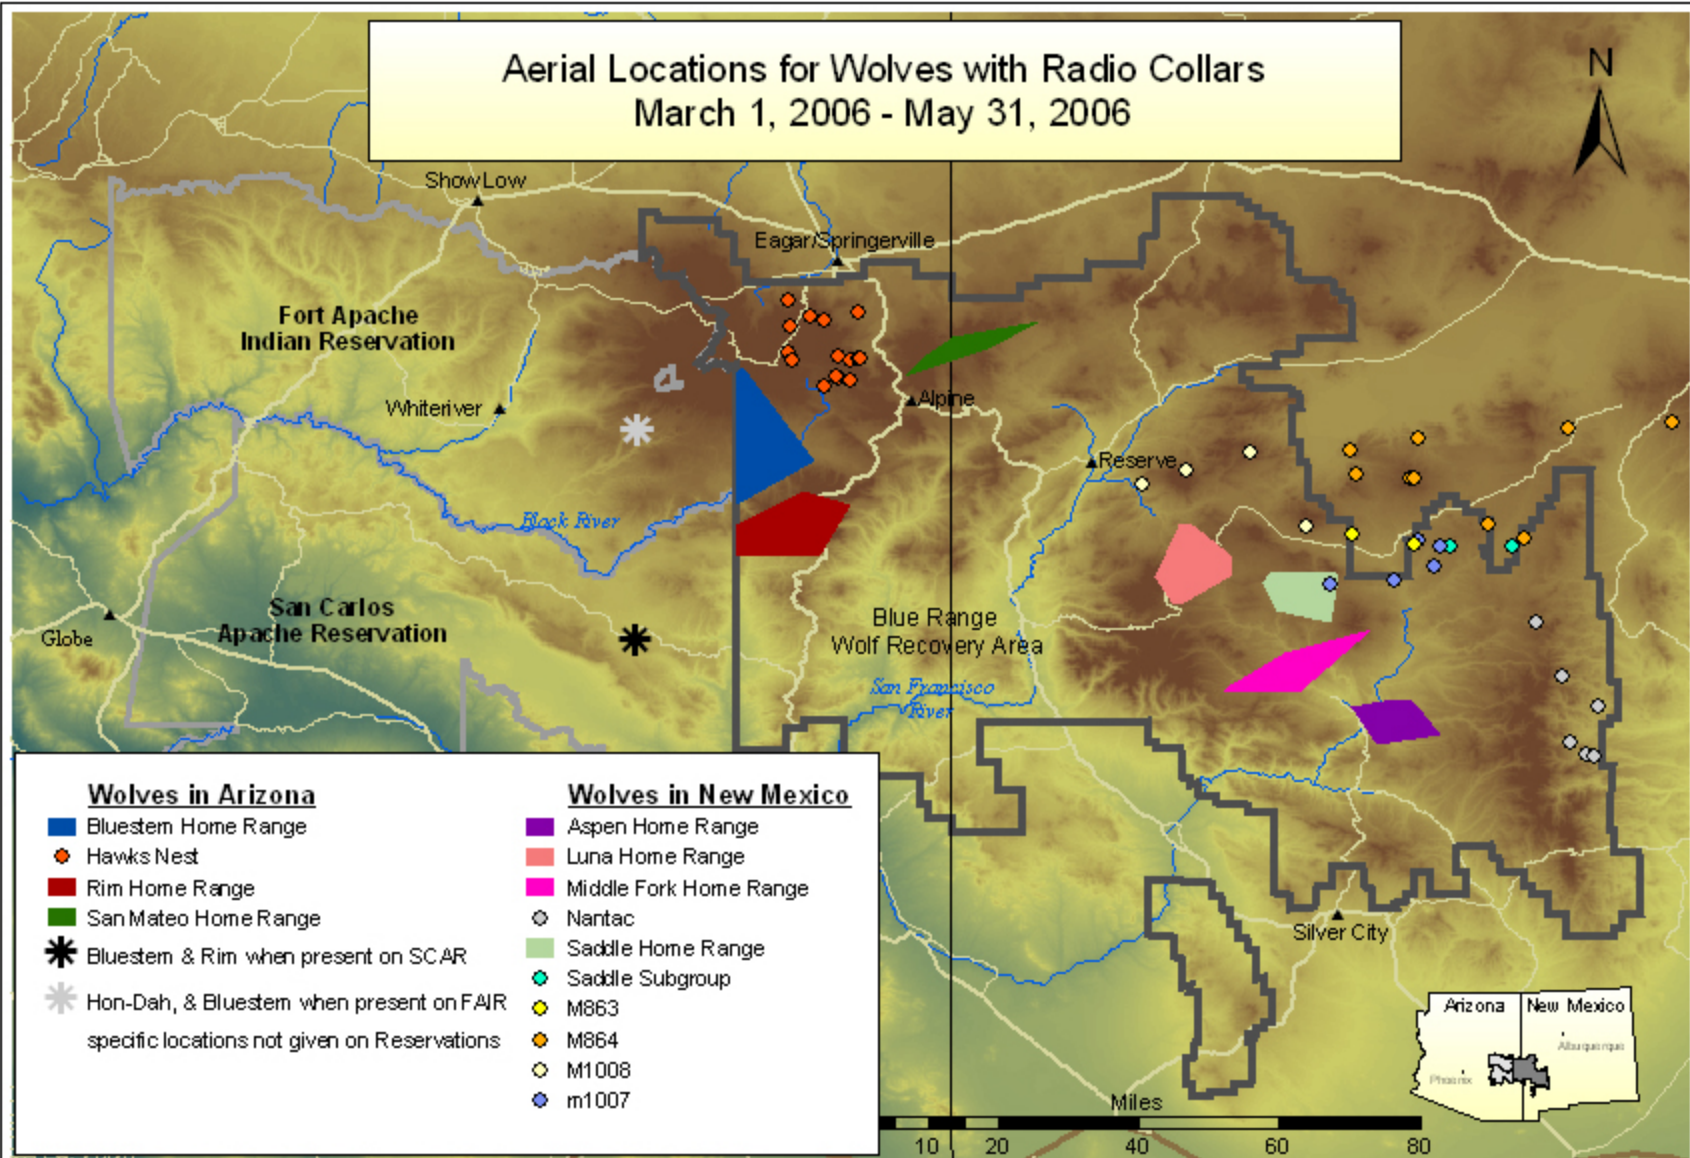 Aerial Locations for Wolves with Radio Collars
March 1, 2006 - May 31, 2006
N
Show Low
Eagar/Springerville
Fort Apache
Indian Reservation
Whiteriver
Alpine
Reserve
Black River
San Carlos
Apache Reservation
Globe
Blue Range
Wolf Recovery Area
San Francisco
River
Silver City
Wolves in Arizona
Bluestem Home Range
Hawks Nest
Rim Home Range
San Mateo Home Range
Bluestem & Rim when present on SCAR
Hon-Dah, & Bluestem when present on FAIR
specific locations not given on Reservations
Wolves in New Mexico
Aspen Home Range
Luna Home Range
Middle Fork Home Range
Nantac
Saddle Home Range
Saddle Subgroup
M863
M864
M1008
m1007
Arizona New Mexico
Albuquerque
Phoenix
Miles
10 20 40 60 80